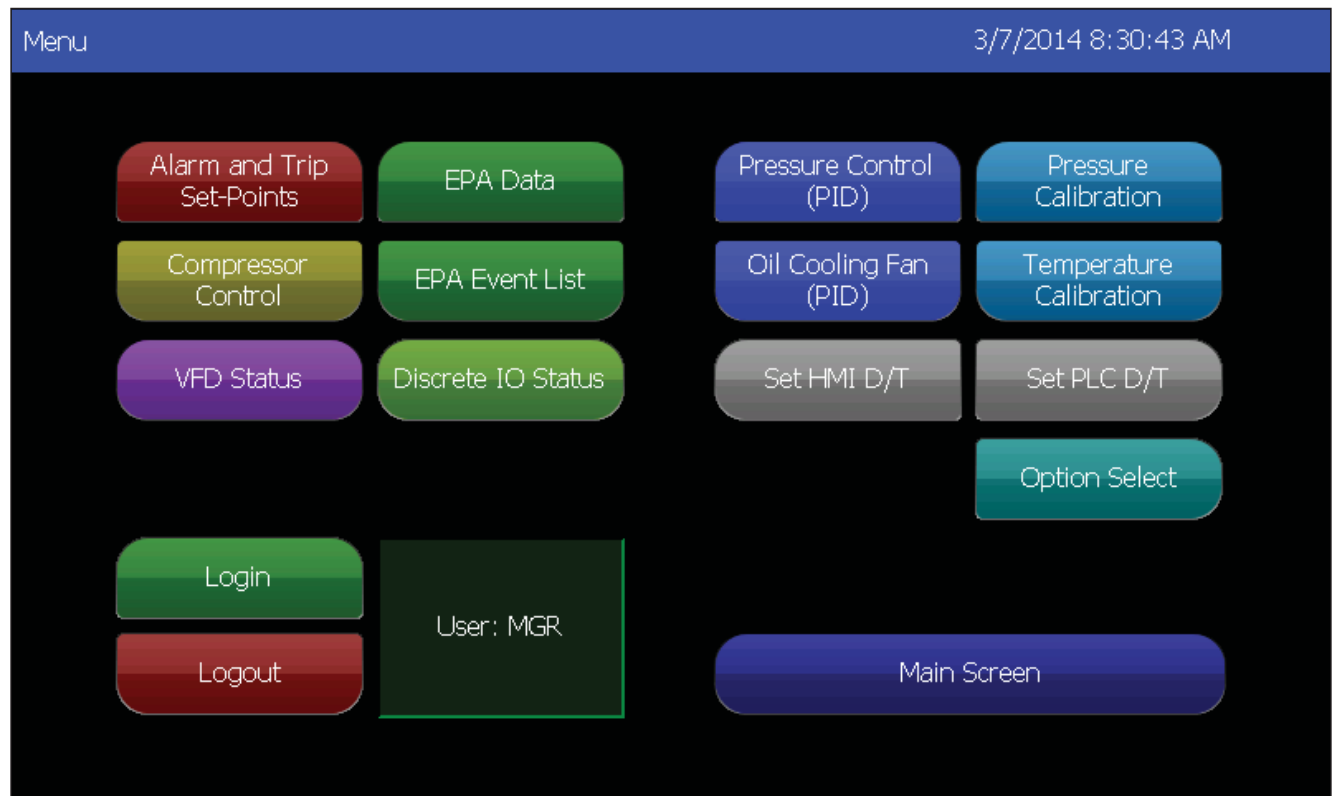 Menu
3/7/2014 8:30:43 AM
Alarm and Trip
Set-Points
EPA Data
Pressure Control
(PID)
Pressure
Calibration
Compressor
Control
EPA Event List
Oil Cooling Fan
(PID)
Temperature
Calibration
VFD Status
Discrete IO Status
Set HMI D/T
Set PLC D/T
Option Select
Login
User: MGR
Logout
Main Screen